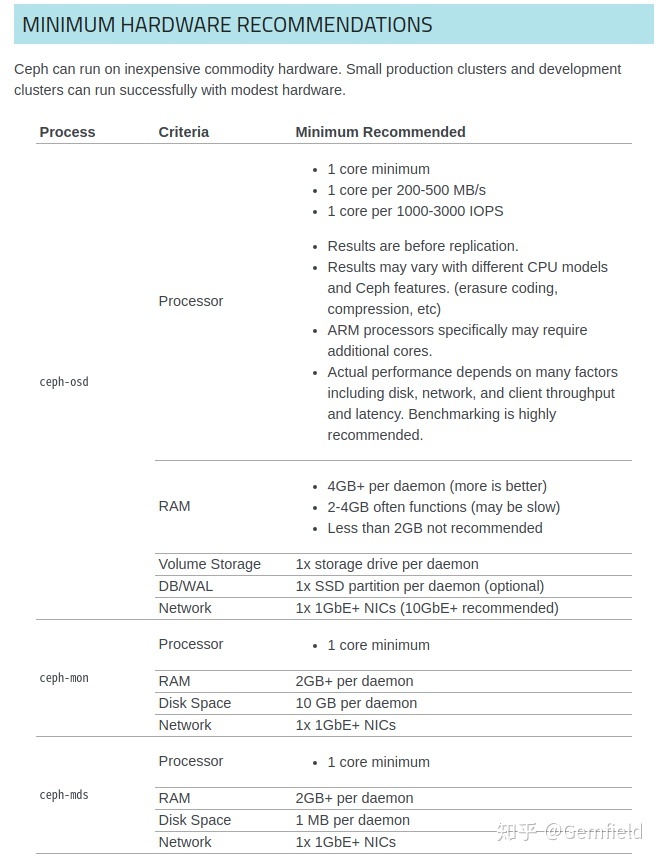 MINIMUM HARDWARE RECOMMENDATIONS
Ceph can run on inexpensive commodity hardware. Small production clusters and development
clusters can run successfully with modest hardware.
Process Criteria Minimum Recommended
ceph-osd
Processor
• 1 core minimum
• 1 core per 200-500 MB/s
• 1 core per 1000-3000 IOPS
• Results are before replication.
• Results may vary with different CPU models
and Ceph features. (erasure coding,
compression, etc)
• ARM processors specifically may require
additional cores.
• Actual performance depends on many factors
including disk, network, and client throughput
and latency. Benchmarking is highly
recommended.
RAM
• 4GB+ per daemon (more is better)
• 2-4GB often functions (may be slow)
• Less than 2GB not recommended
Volume Storage 1x storage drive per daemon
DB/WAL 1x SSD partition per daemon (optional)
Network 1x 1GbE+ NICs (10GbE+ recommended)
ceph-mon
Processor • 1 core minimum
RAM 2GB+ per daemon
Disk Space 10 GB per daemon
Network 1x 1GbE+ NICs
ceph-mds
Processor • 1 core minimum
RAM 2GB+ per daemon
Disk Space 1 MB per daemon
Network 1x 1GbE+ NICs
知乎 @Gemfield